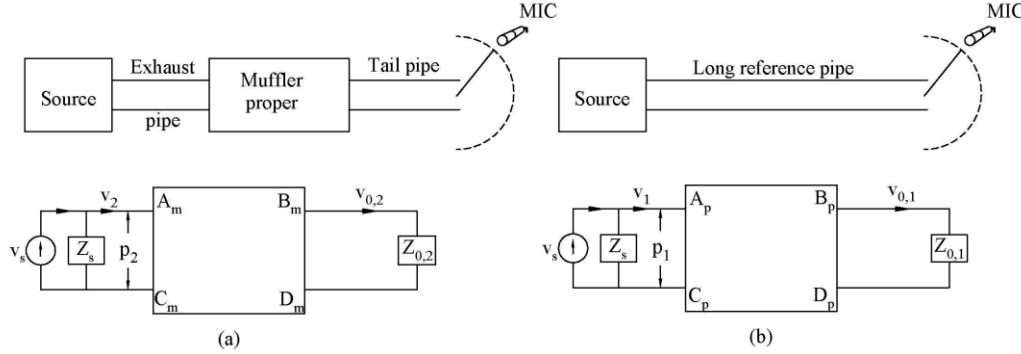 MIC
Exhaust
Tail pipe
Source
Muffler
proper
pipe
v₂
Aₘ
Bₘ
v₀,₂
vₛ
Zₛ
p₂
Z₀,₂
Cₘ
Dₘ
(a)
MIC
Long reference pipe
Source
v₁
Aₚ
Bₚ
v₀,₁
vₛ
Zₛ
p₁
Z₀,₁
Cₚ
Dₚ
(b)